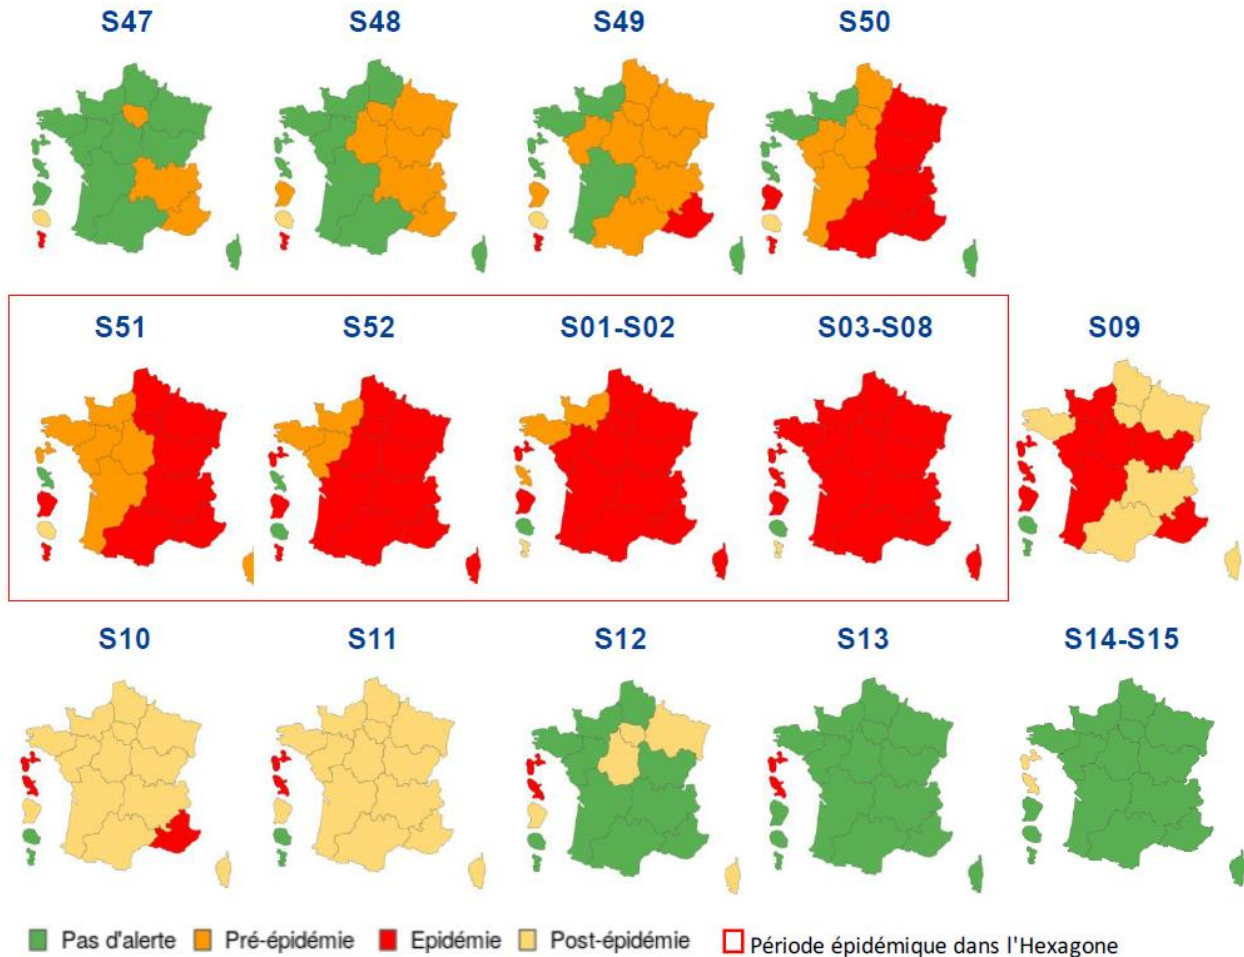 S47 S48 S49 S50
S51 S52 S01-S02 S03-S08 S09
S10 S11 S12 S13 S14-S15
Pas d'alerte Pré-épidémie Epidémie Post-épidémie Période épidémique dans l'Hexagone